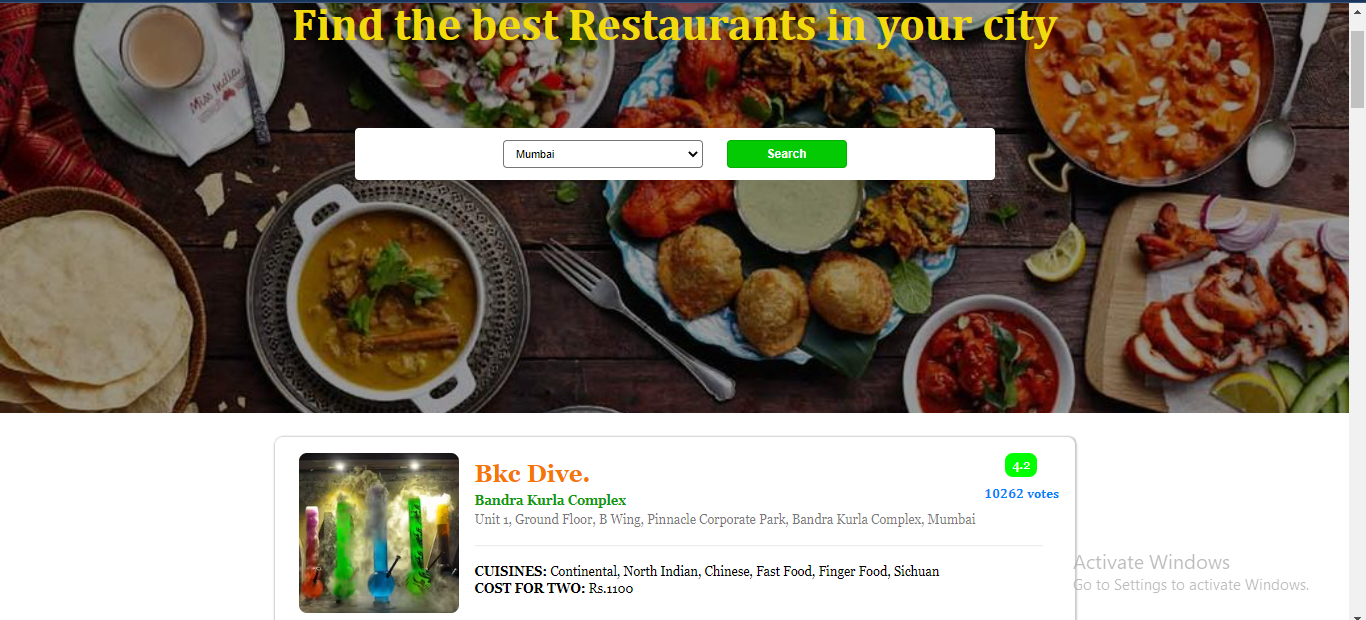 Find the best Restaurants in your city
Miss India
Mumbai
Search
Bkc Dive.
4.2
10262 votes
Bandra Kurla Complex
Unit 1, Ground Floor, B Wing, Pinnacle Corporate Park, Bandra Kurla Complex, Mumbai
CUISINES: Continental, North Indian, Chinese, Fast Food, Finger Food, Sichuan
COST FOR TWO: Rs.1100
Activate Windows
Go to Settings to activate Windows.